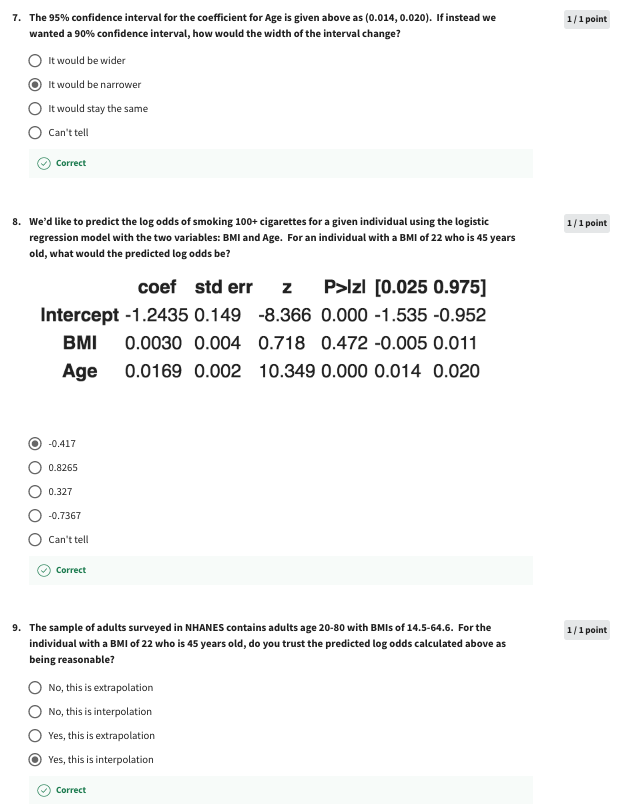 7. The 95% confidence interval for the coefficient for Age is given above as (0.014, 0.020). If instead we
1 / 1 point
wanted a 90% confidence interval, how would the width of the interval change?
It would be wider
It would be narrower
It would stay the same
Can't tell
Correct
8. We'd like to predict the log odds of smoking 100+ cigarettes for a given individual using the logistic
1 / 1 point
regression model with the two variables: BMI and Age. For an individual with a BMI of 22 who is 45 years
old, what would the predicted log odds be?
coef std err z P>|z| [0.025 0.975]
Intercept -1.2435 0.149 -8.366 0.000 -1.535 -0.952
BMI 0.0030 0.004 0.718 0.472 -0.005 0.011
Age 0.0169 0.002 10.349 0.000 0.014 0.020
-0.417
0.8265
0.327
-0.7367
Can't tell
Correct
9. The sample of adults surveyed in NHANES contains adults age 20-80 with BMIs of 14.5-64.6. For the
1 / 1 point
individual with a BMI of 22 who is 45 years old, do you trust the predicted log odds calculated above as
being reasonable?
No, this is extrapolation
No, this is interpolation
Yes, this is extrapolation
Yes, this is interpolation
Correct